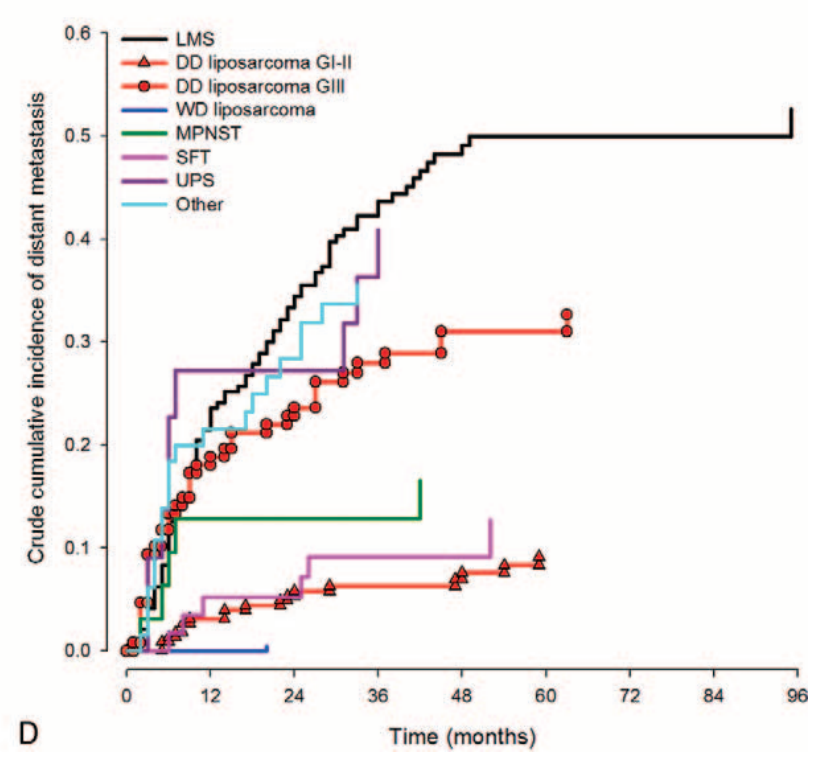 0.6
LMS
DD liposarcoma GI-II
DD liposarcoma GIII
WD liposarcoma
MPNST
SFT
UPS
Other
0.5
0.4
0.3
0.2
0.1
0.0
Crude cumulative incidence of distant metastasis
0 12 24 36 48 60 72 84 96
D
Time (months)